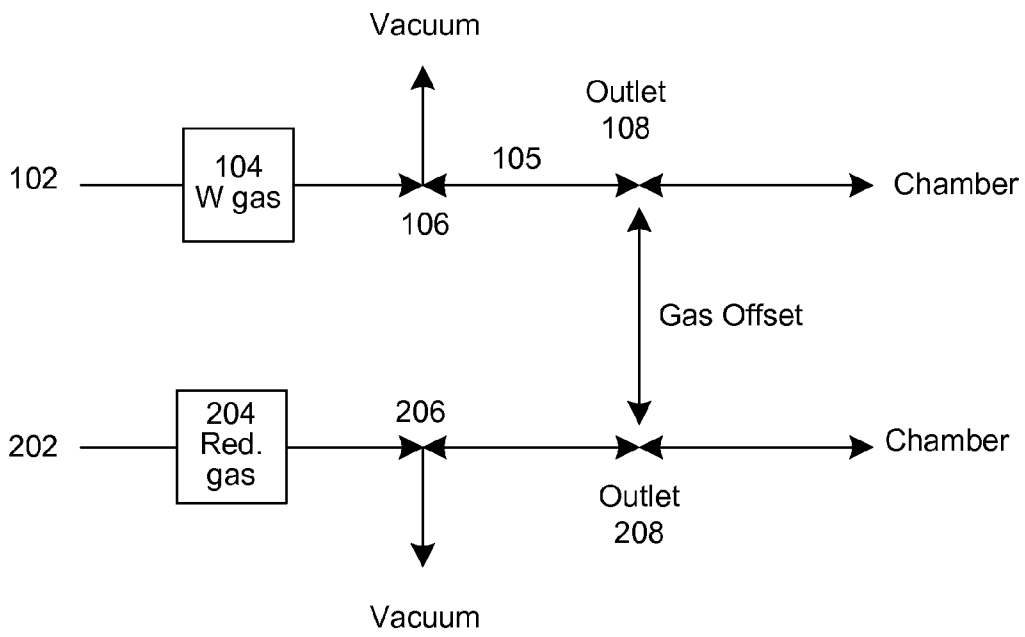 Vacuum
Outlet
108
102
104
W gas
105
106
Chamber
Gas Offset
202
204
Red.
gas
206
Chamber
Outlet
208
Vacuum